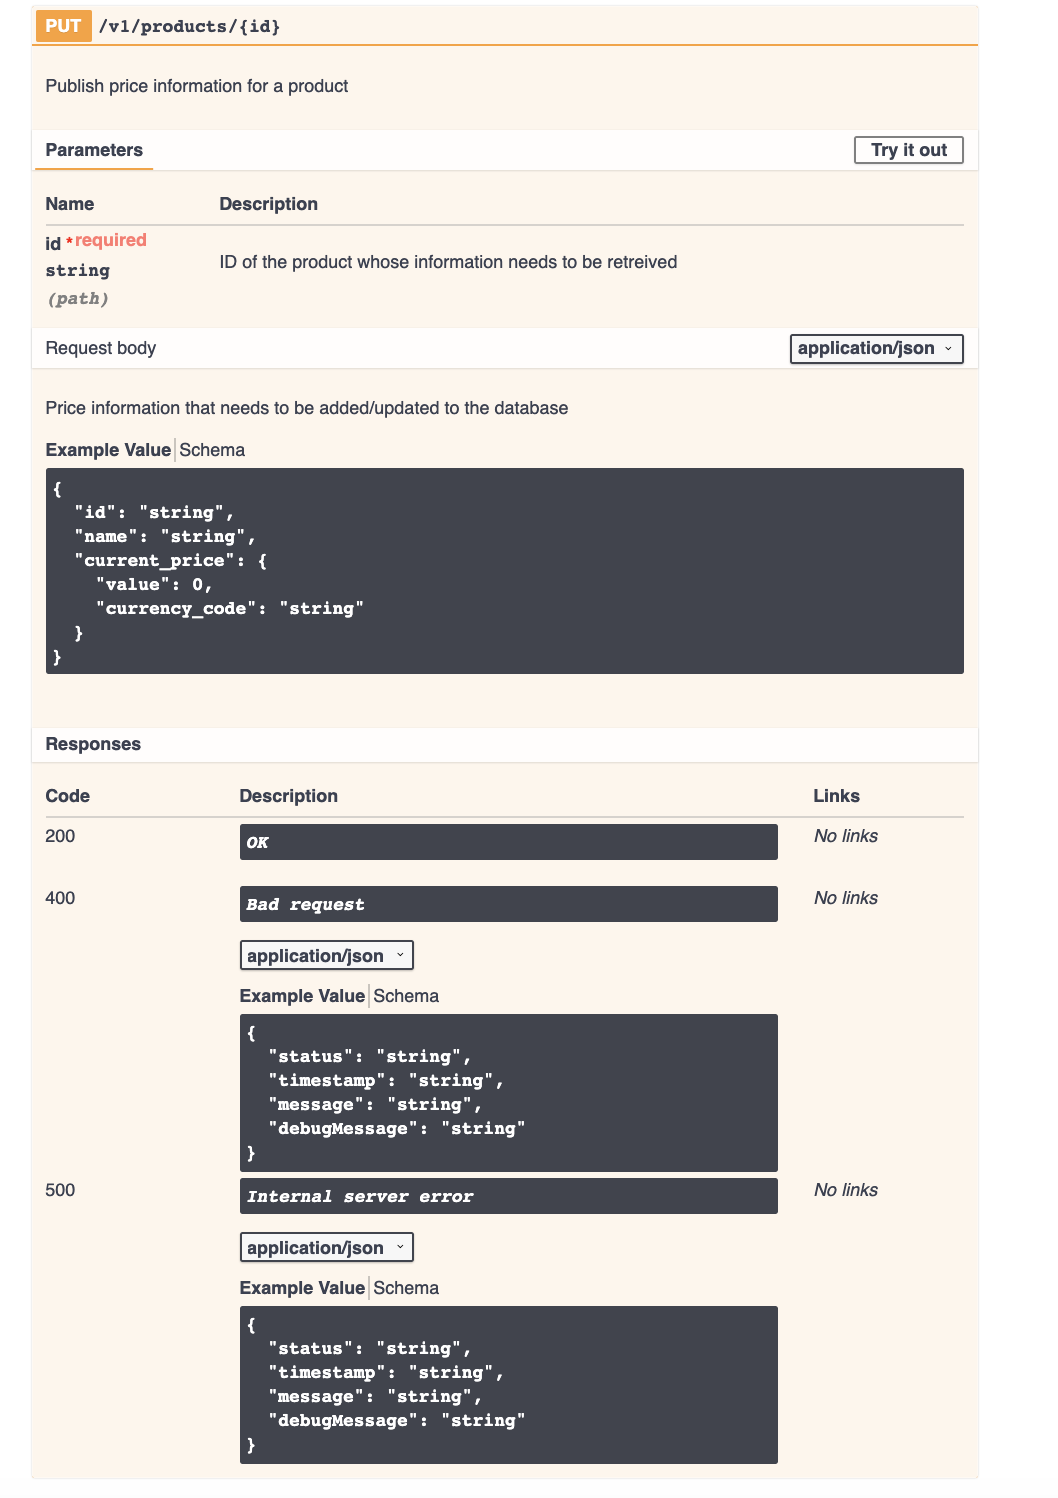 PUT /v1/products/{id}
Publish price information for a product
Parameters Try it out
Name Description
id * required
string
(path)
ID of the product whose information needs to be retreived
Request body application/json
Price information that needs to be added/updated to the database
Example Value Schema
{
  "id": "string",
  "name": "string",
  "current_price": {
    "value": 0,
    "currency_code": "string"
  }
}
Responses
Code Description Links
200 OK No links
400 Bad request No links
application/json
Example Value Schema
{
  "status": "string",
  "timestamp": "string",
  "message": "string",
  "debugMessage": "string"
}
500 Internal server error No links
application/json
Example Value Schema
{
  "status": "string",
  "timestamp": "string",
  "message": "string",
  "debugMessage": "string"
}